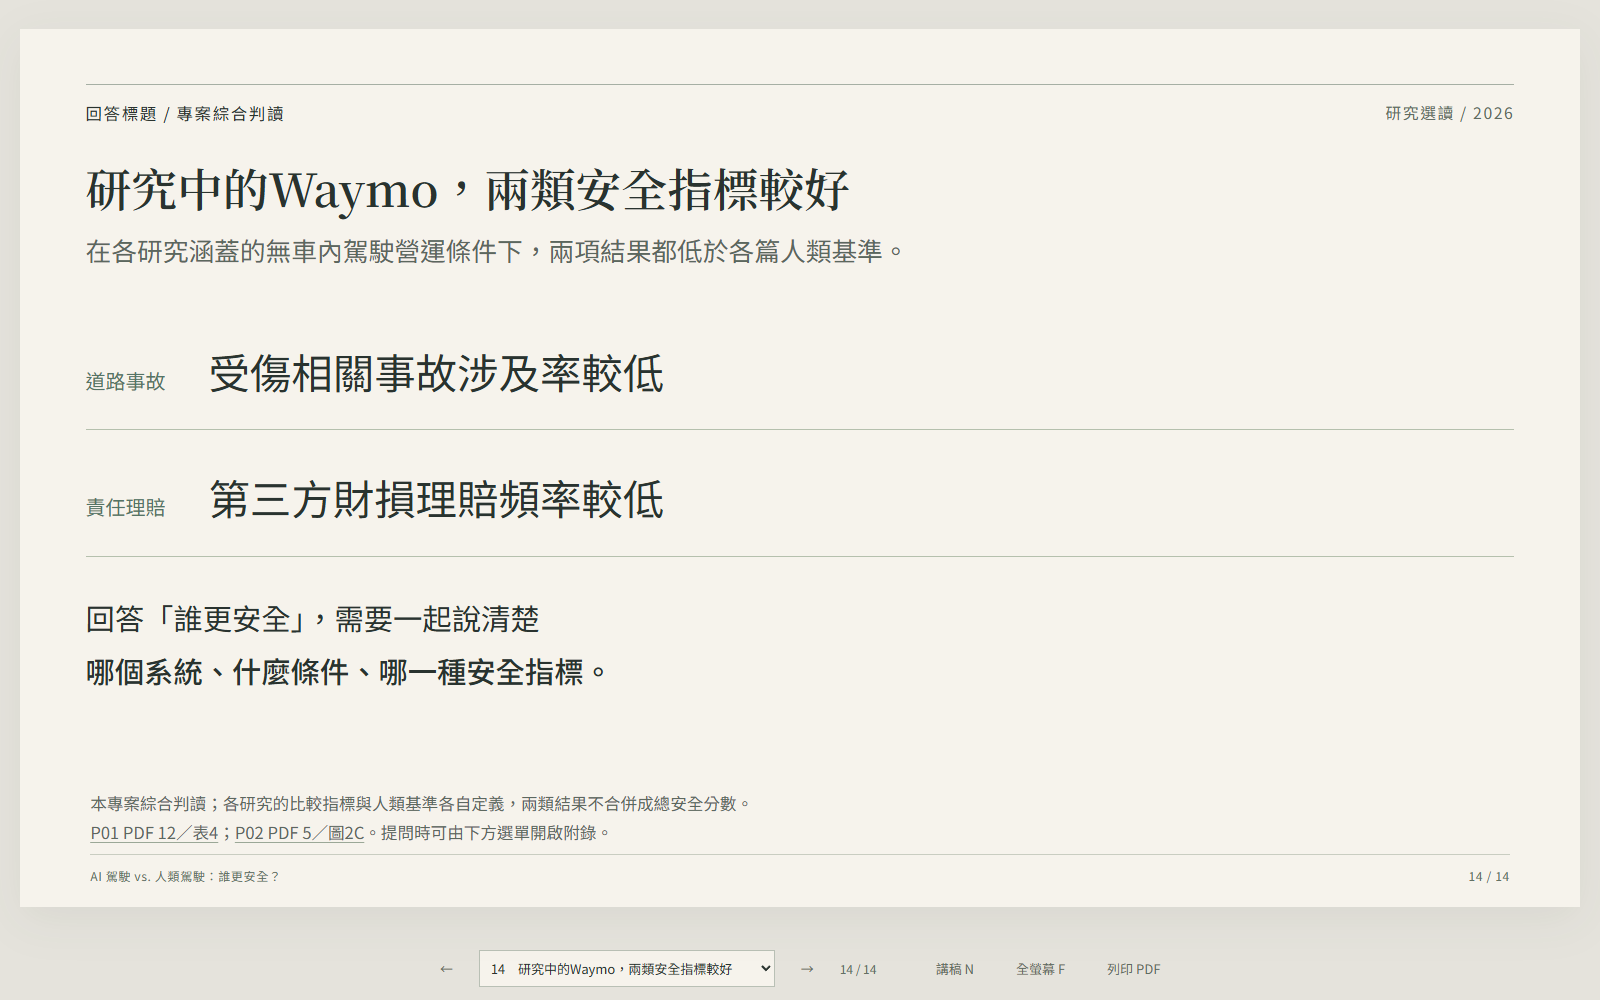 回答標題 / 專案綜合判讀
研究選讀 / 2026
研究中的Waymo，兩類安全指標較好
在各研究涵蓋的無車內駕駛營運條件下，兩項結果都低於各篇人類基準。
道路事故
受傷相關事故涉及率較低
責任理賠
第三方財損理賠頻率較低
回答「誰更安全」，需要一起說清楚
哪個系統、什麼條件、哪一種安全指標。
本專案綜合判讀；各研究的比較指標與人類基準各自定義，兩類結果不合併成總安全分數。
P01 PDF 12／表4；P02 PDF 5／圖2C。提問時可由下方選單開啟附錄。
AI 駕駛 vs. 人類駕駛：誰更安全？
14 / 14
← 14 研究中的Waymo，兩類安全指標較好 → 14 / 14 講稿 N 全螢幕 F 列印 PDF